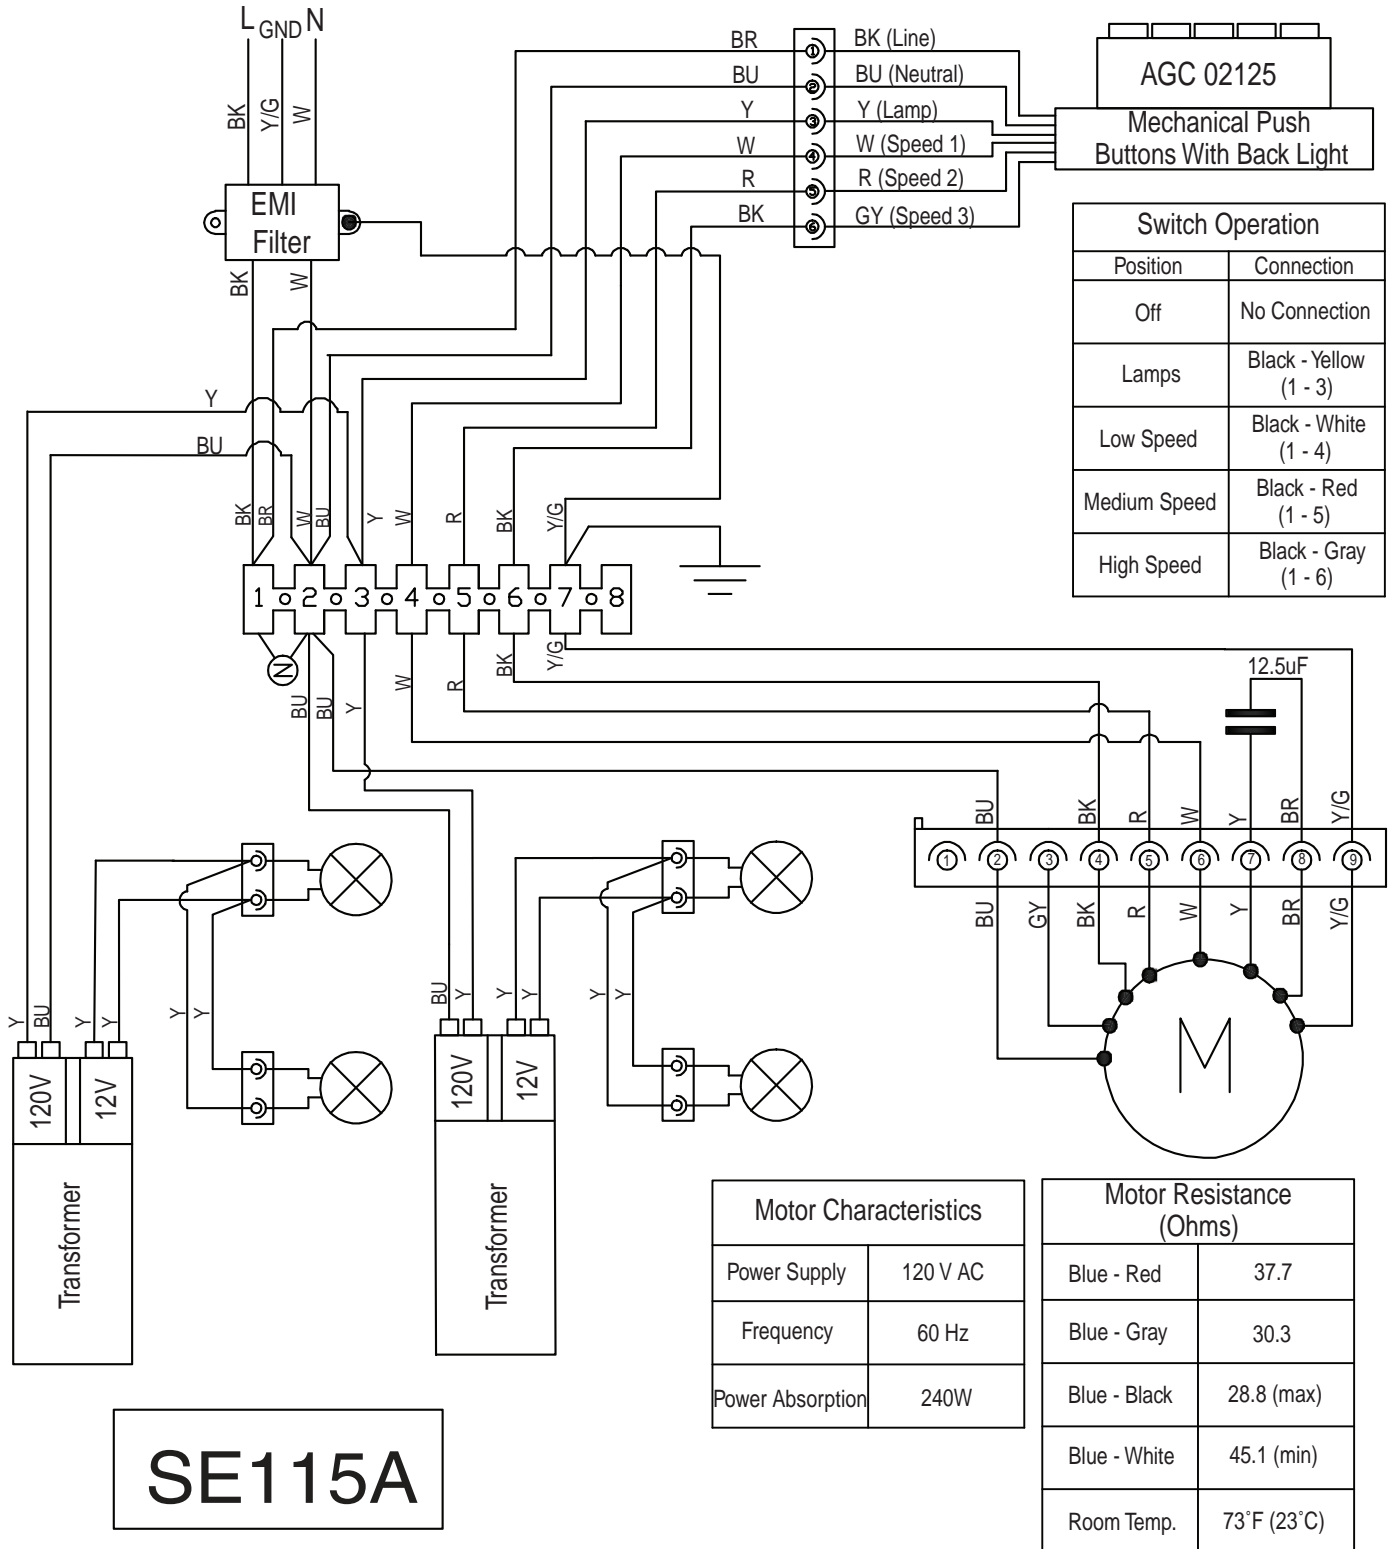 L GND N
BK Y/G W
EMI
Filter
BK W
BR BK (Line)
BU BU (Neutral)
Y Y (Lamp)
W W (Speed 1)
R R (Speed 2)
BK GY (Speed 3)
1
2
3
4
5
6
AGC 02125
Mechanical Push
Buttons With Back Light
Switch Operation
Position Connection
Off No Connection
Lamps Black - Yellow
(1 - 3)
Low Speed Black - White
(1 - 4)
Medium Speed Black - Red
(1 - 5)
High Speed Black - Gray
(1 - 6)
Y
BU
BK BR W BU Y W R BK Y/G
1 2 3 4 5 6 7 8
N
BU BU Y W R BK Y/G
12.5uF
BU BK R W Y BR Y/G
1 2 3 4 5 6 7 8 9
BU GY BK R W Y BR Y/G
M
Y BU Y Y Y Y
BU Y Y Y Y Y
120V 12V
Transformer
120V 12V
Transformer
Motor Characteristics
Power Supply 120 V AC
Frequency 60 Hz
Power Absorption 240W
Motor Resistance
(Ohms)
Blue - Red 37.7
Blue - Gray 30.3
Blue - Black 28.8 (max)
Blue - White 45.1 (min)
Room Temp. 73˚F (23˚C)
SE115A